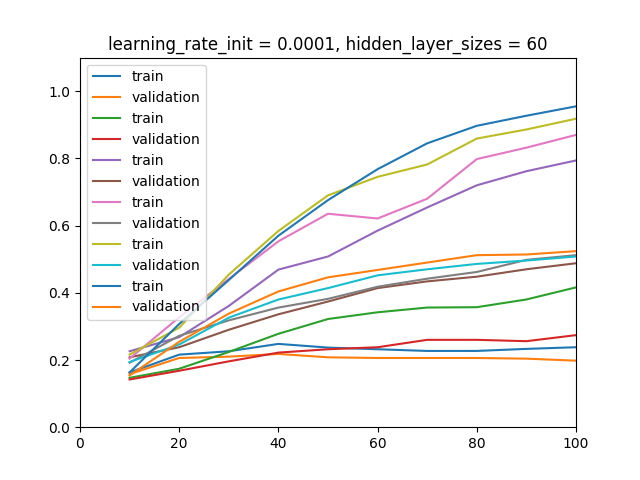 learning_rate_init = 0.0001, hidden_layer_sizes = 60
1.0
0.8
0.6
0.4
0.2
0.0
train
validation
train
validation
train
validation
train
validation
train
validation
train
validation
0 20 40 60 80 100